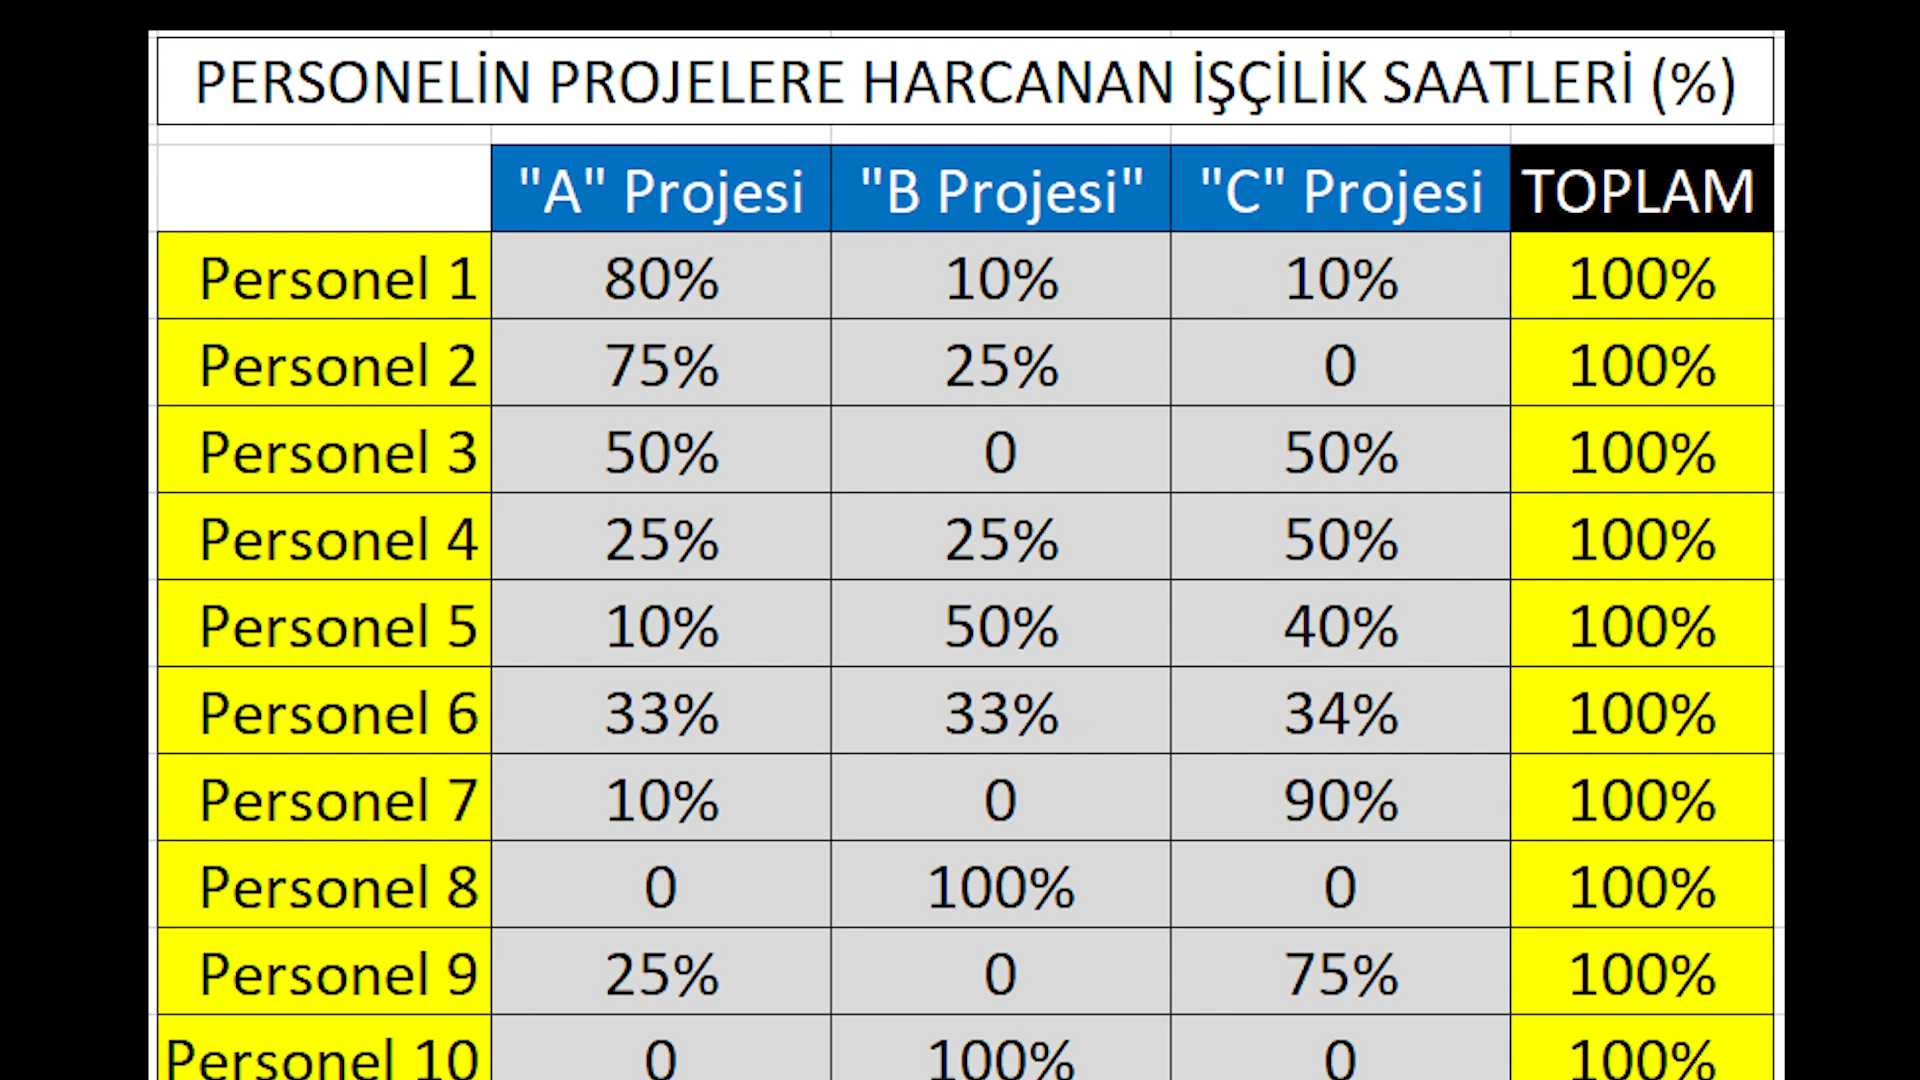 PERSONELİN PROJELERE HARCANAN İŞÇİLİK SAATLERİ (%)
"A" Projesi "B Projesi" "C" Projesi TOPLAM
Personel 1 80% 10% 10% 100%
Personel 2 75% 25% 0 100%
Personel 3 50% 0 50% 100%
Personel 4 25% 25% 50% 100%
Personel 5 10% 50% 40% 100%
Personel 6 33% 33% 34% 100%
Personel 7 10% 0 90% 100%
Personel 8 0 100% 0 100%
Personel 9 25% 0 75% 100%
Personel 10 0 100% 0 100%